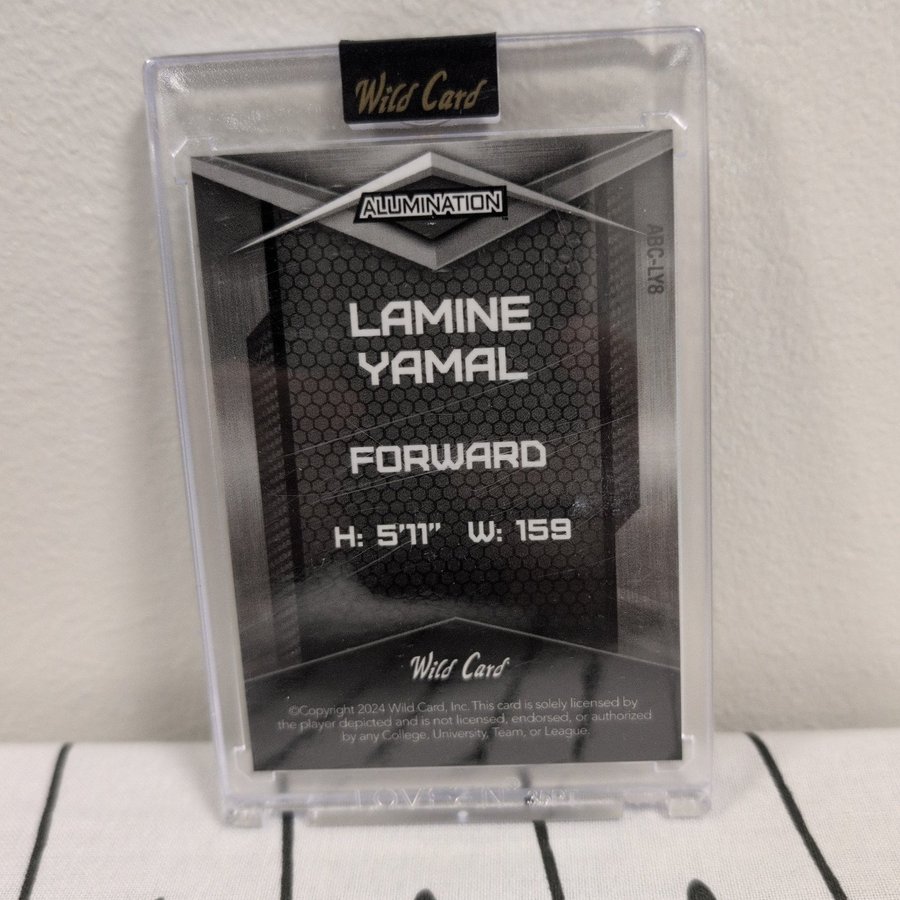 Wild Card
ALUMINATION
ABC-LY8
LAMINE
YAMAL
FORWARD
H: 5'11" W: 159
Wild Card
©Copyright 2024 Wild Card, Inc. This card is solely licensed by
the player depicted and is not licensed, endorsed, or authorized
by any College, University, Team, or League.